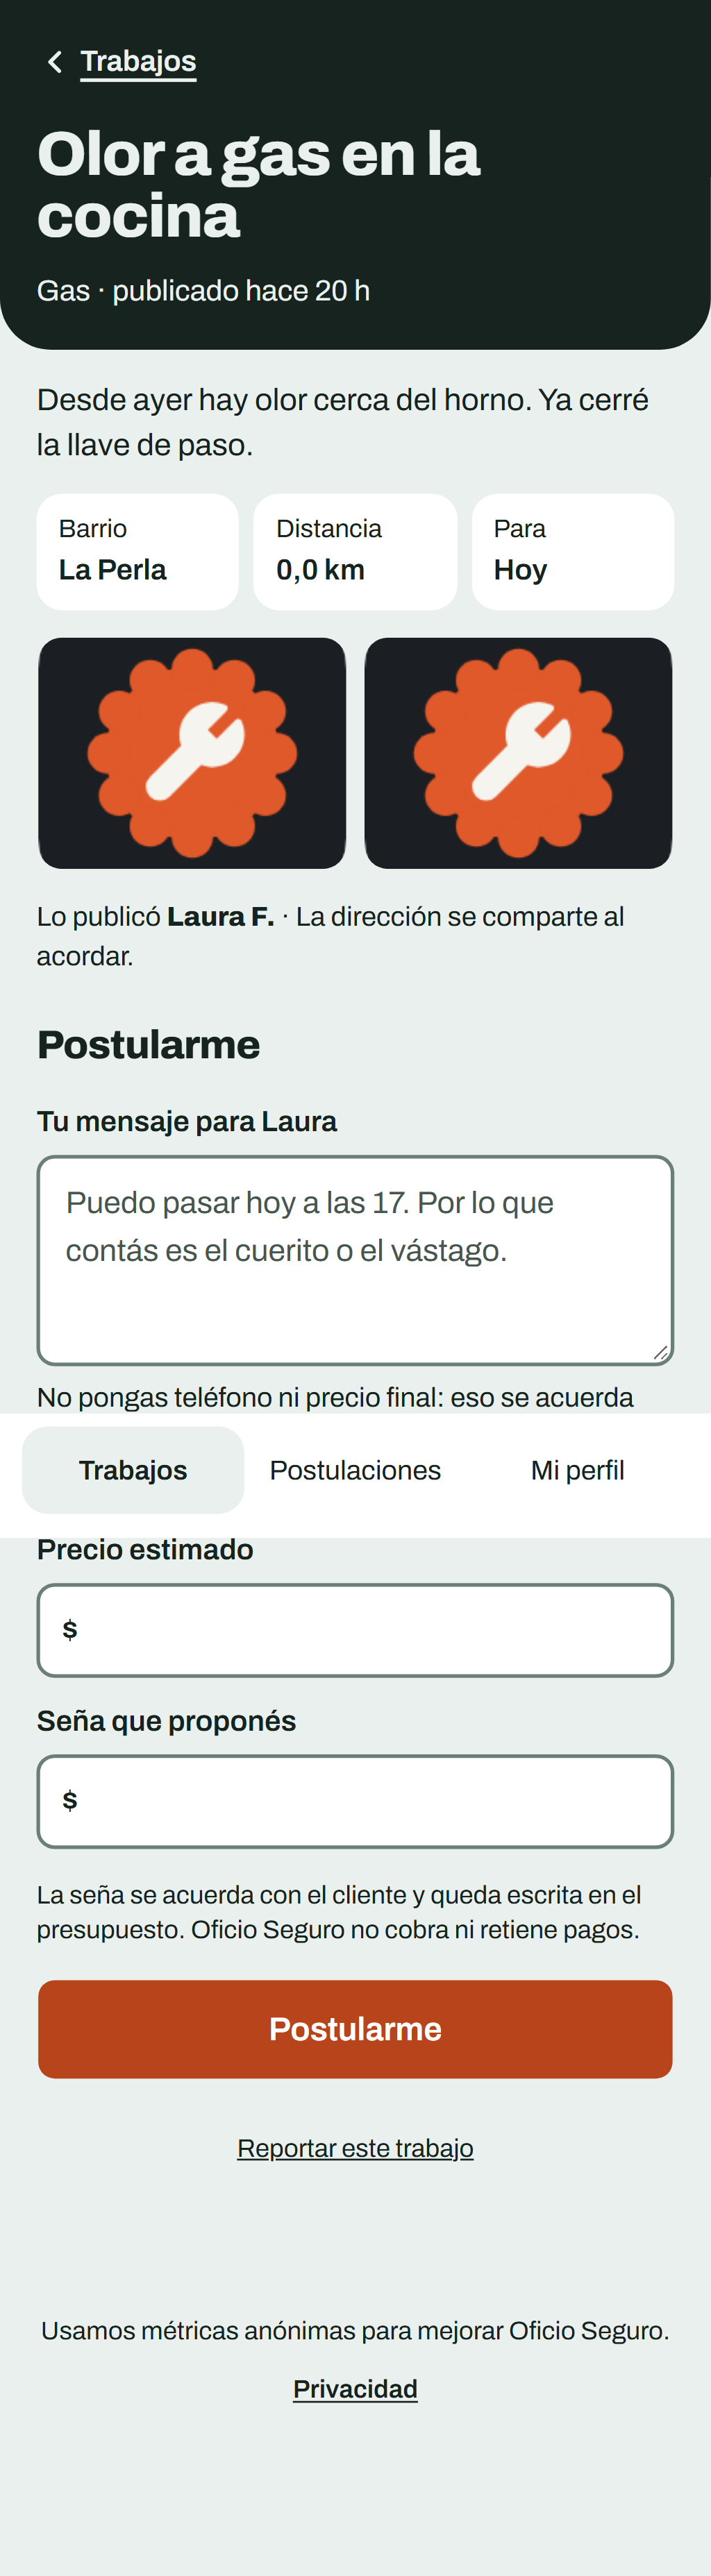 Trabajos
Olor a gas en la
cocina
Gas · publicado hace 20 h
Desde ayer hay olor cerca del horno. Ya cerré
la llave de paso.
Barrio
La Perla
Distancia
0,0 km
Para
Hoy
Lo publicó Laura F. · La dirección se comparte al
acordar.
Postularme
Tu mensaje para Laura
Puedo pasar hoy a las 17. Por lo que
contás es el cuerito o el vástago.
No pongas teléfono ni precio final: eso se acuerda
Trabajos
Postulaciones
Mi perfil
Precio estimado
$
Seña que proponés
$
La seña se acuerda con el cliente y queda escrita en el
presupuesto. Oficio Seguro no cobra ni retiene pagos.
Postularme
Reportar este trabajo
Usamos métricas anónimas para mejorar Oficio Seguro.
Privacidad